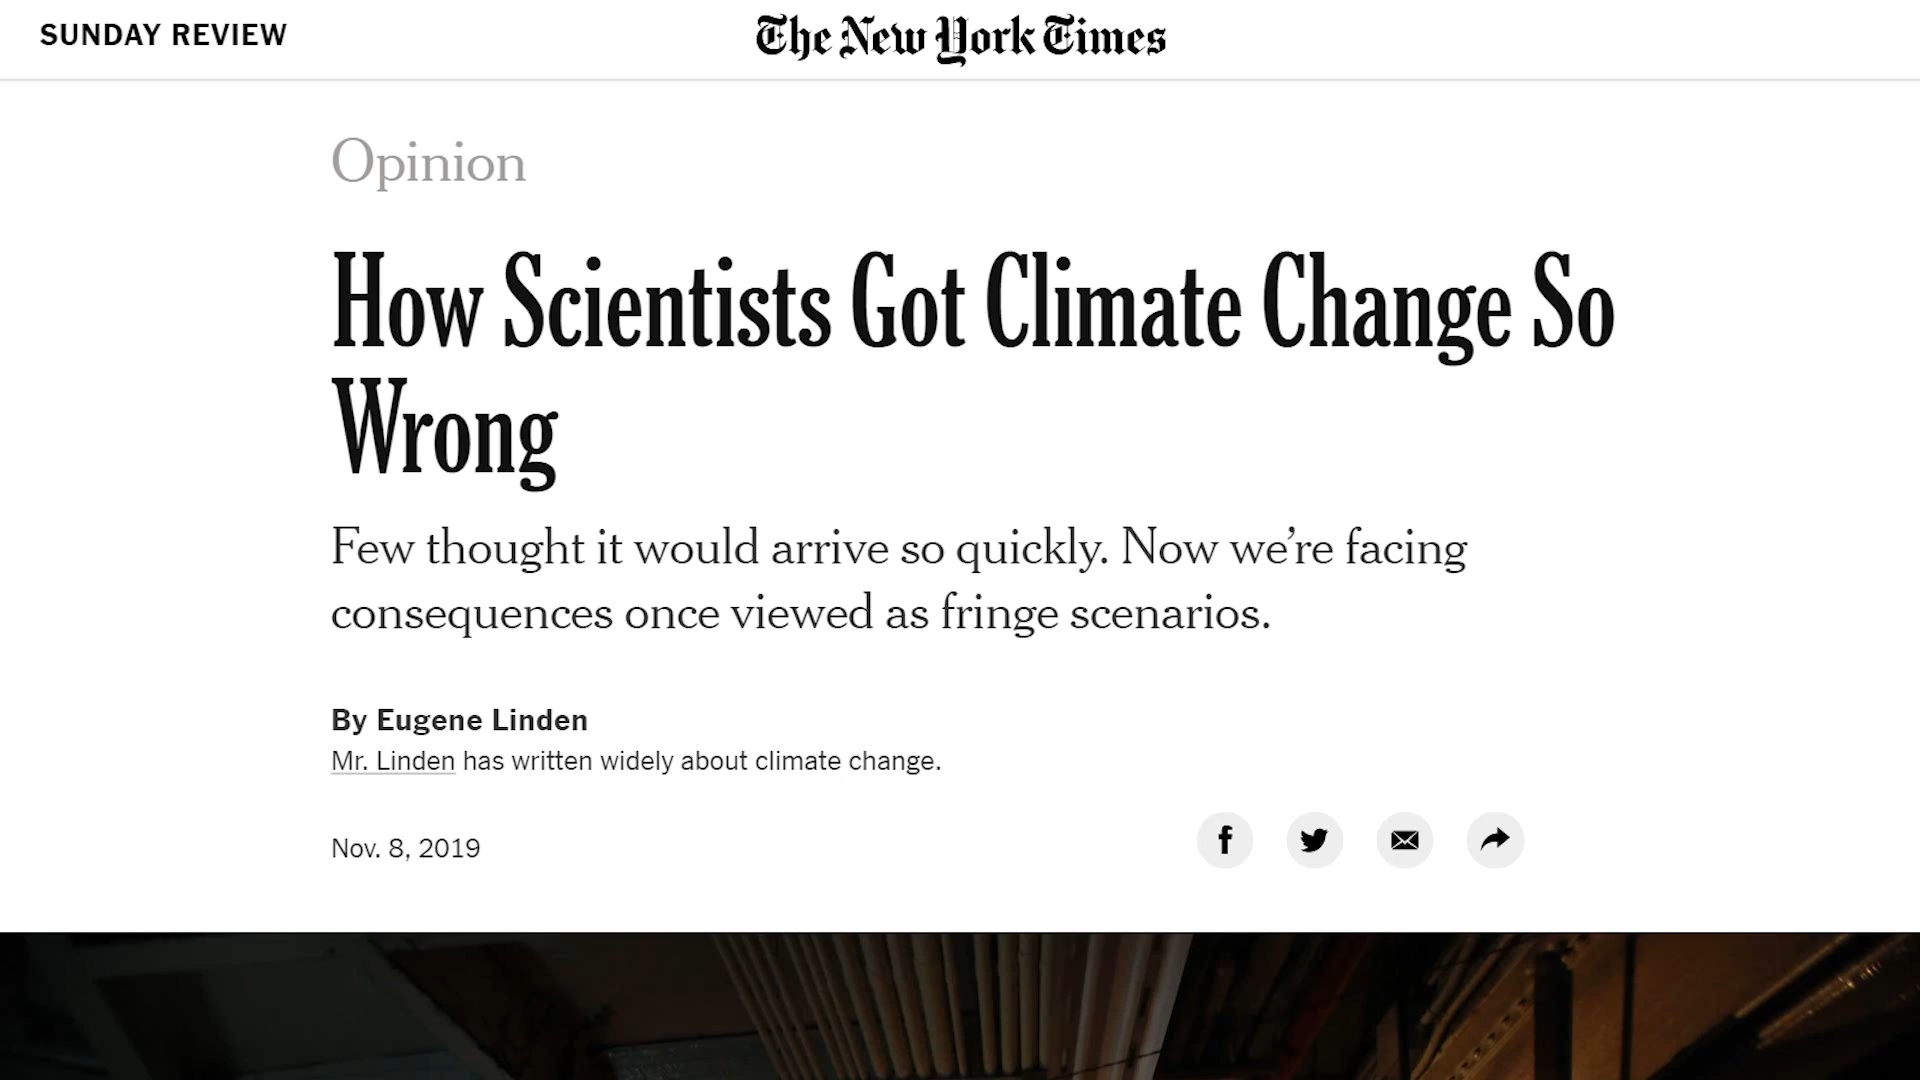 SUNDAY REVIEW
The New York Times
Opinion
How Scientists Got Climate Change So
Wrong
Few thought it would arrive so quickly. Now we’re facing
consequences once viewed as fringe scenarios.
By Eugene Linden
Mr. Linden has written widely about climate change.
Nov. 8, 2019